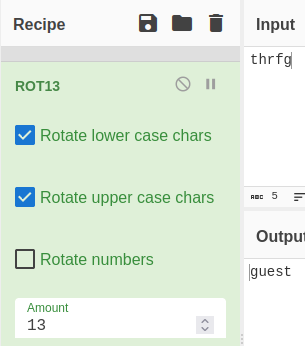 Recipe
ROT13
Rotate lower case chars
Rotate upper case chars
Rotate numbers
Amount
13
Input
thrfg
ABC 5
Output
guest